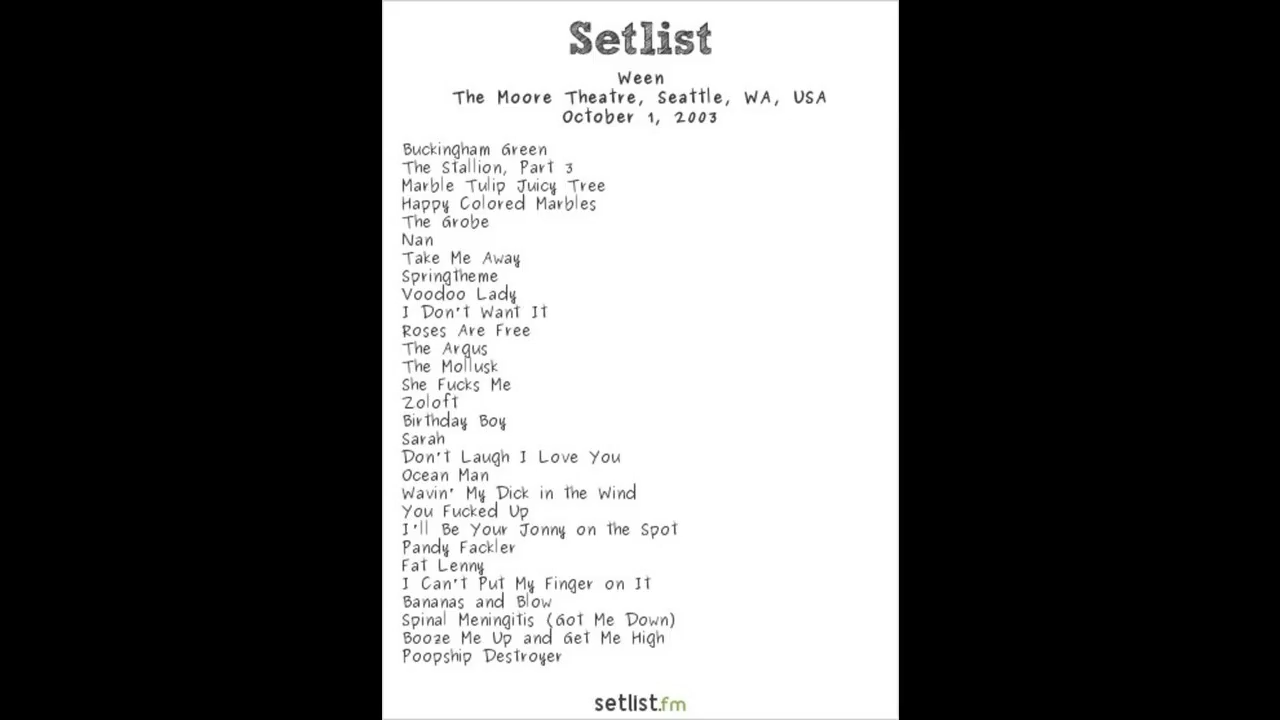 Setlist
Ween
The Moore Theatre, Seattle, WA, USA
October 1, 2003
Buckingham Green
The Stallion, Part 3
Marble Tulip Juicy Tree
Happy Colored Marbles
The Grobe
Nan
Take Me Away
Springtheme
Voodoo Lady
I Don't Want It
Roses Are Free
The Argus
The Mollusk
She Fucks Me
Zoloft
Birthday Boy
Sarah
Don't Laugh I Love You
Ocean Man
Wavin' My Dick in the Wind
You Fucked Up
I'll Be Your Jonny on the Spot
Pandy Fackler
Fat Lenny
I Can't Put My Finger on It
Bananas and Blow
Spinal Meningitis (Got Me Down)
Booze Me Up and Get Me High
Poopship Destroyer
setlist.fm